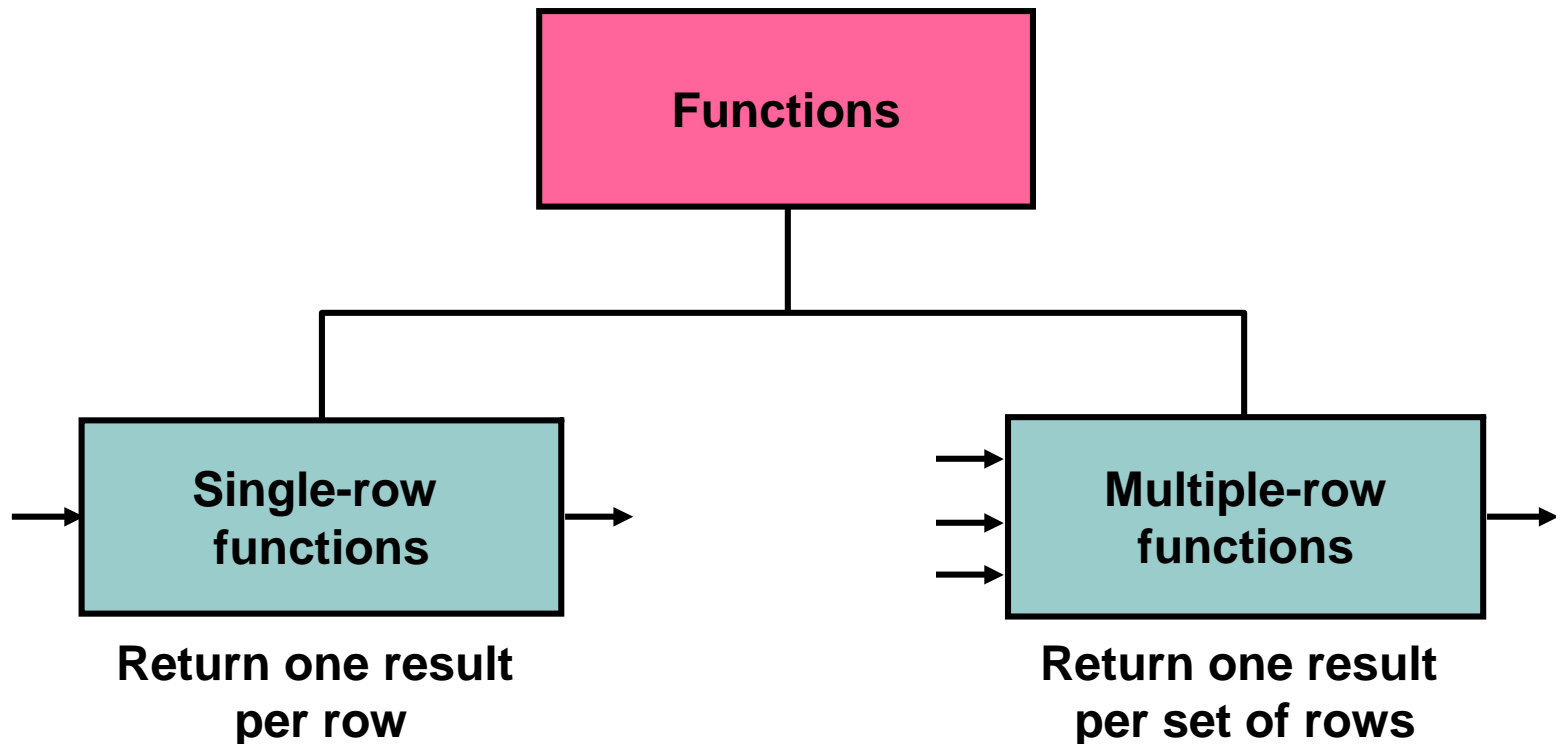 Functions
Single-row
functions
Return one result
per row
Multiple-row
functions
Return one result
per set of rows